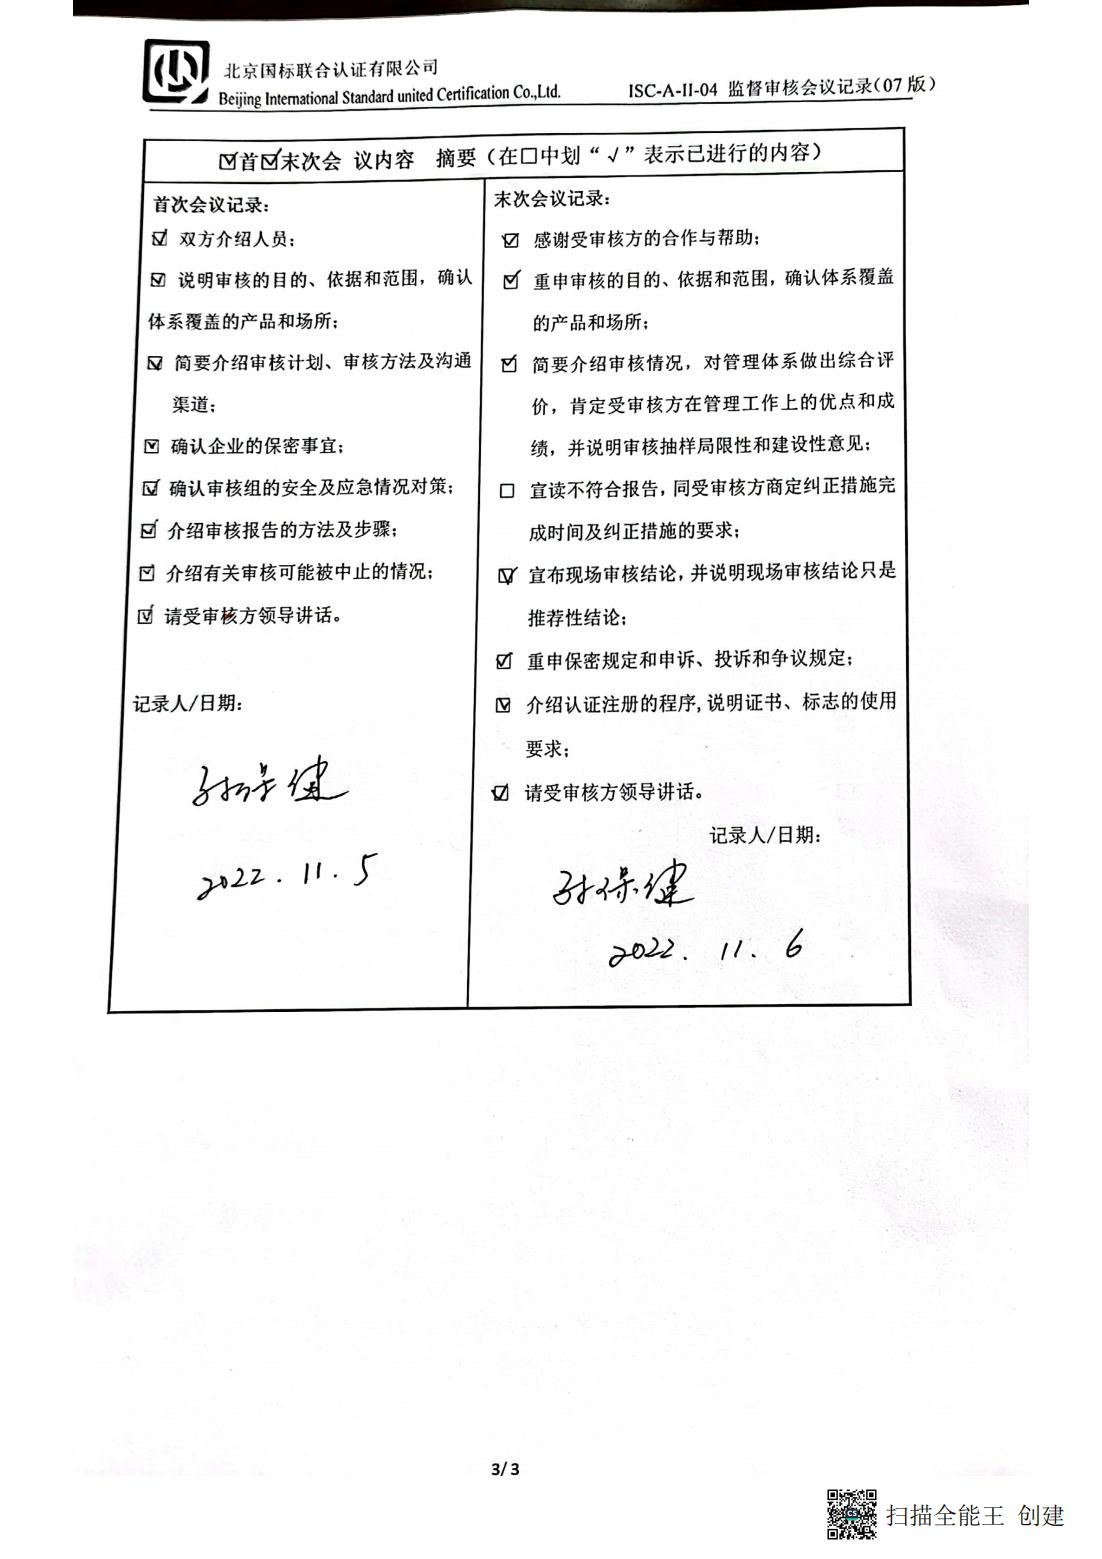 北京国标联合认证有限公司
Beijing International Standard united Certification Co.,Ltd.
ISC-A-II-04 监督审核会议记录(07版)
☑首☑末次会 议内容 摘要(在□中划“√”表示已进行的内容)
首次会议记录:
☑ 双方介绍人员;
☑ 说明审核的目的、依据和范围,确认
体系覆盖的产品和场所;
☑ 简要介绍审核计划、审核方法及沟通
渠道;
☑ 确认企业的保密事宜;
☑ 确认审核组的安全及应急情况对策;
☑ 介绍审核报告的方法及步骤;
☑ 介绍有关审核可能被中止的情况;
☑ 请受审核方领导讲话。
记录人/日期:
孙保健
2022.11.5
末次会议记录:
☑ 感谢受审核方的合作与帮助;
☑ 重申审核的目的、依据和范围,确认体系覆盖
的产品和场所;
☑ 简要介绍审核情况,对管理体系做出综合评
价,肯定受审核方在管理工作上的优点和成
绩,并说明审核抽样局限性和建设性意见;
□ 宣读不符合报告,同受审核方商定纠正措施完
成时间及纠正措施的要求;
☑ 宣布现场审核结论,并说明现场审核结论只是
推荐性结论;
☑ 重申保密规定和申诉、投诉和争议规定;
☑ 介绍认证注册的程序,说明证书、标志的使用
要求;
☑ 请受审核方领导讲话。
记录人/日期:
孙保健
2022.11.6
3/3
扫描全能王 创建